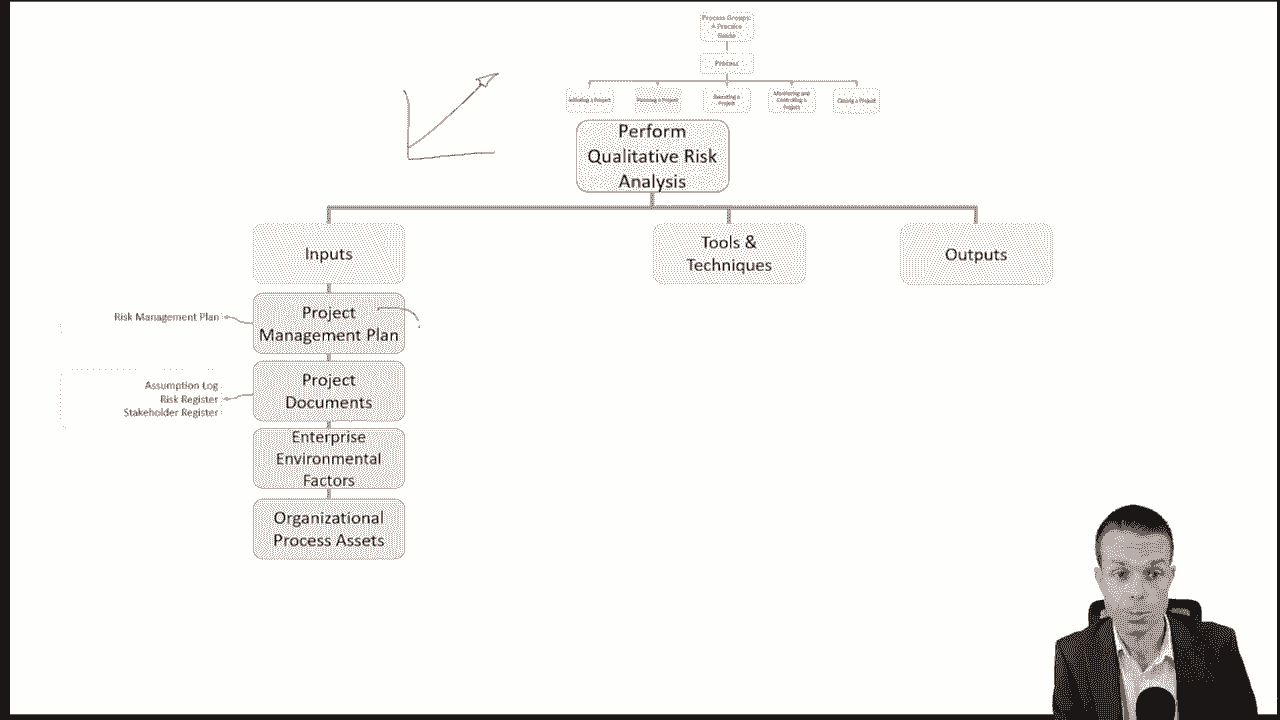 Process Groups:
A Practice
Guide
Process
Initiating a Project
Planning a Project
Executing a
Project
Monitoring and
Controlling a
Project
Closing a Project
Perform
Qualitative Risk
Analysis
Inputs
Tools &
Techniques
Outputs
Project
Management Plan
Risk Management Plan
Project
Documents
Assumption Log
Risk Register
Stakeholder Register
Enterprise
Environmental
Factors
Organizational
Process Assets